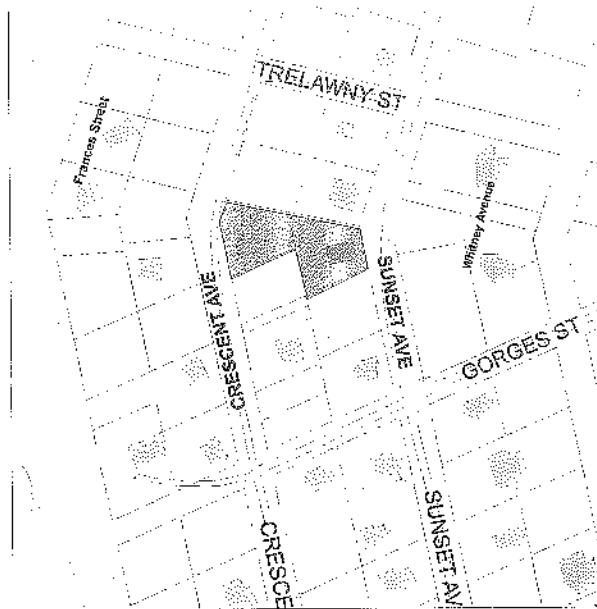 TRELAWNY ST
Frances Street
Whitney Avenue
CRESCENT AVE
SUNSET AVE
GORGES ST
CRESCE
SUNSET AV